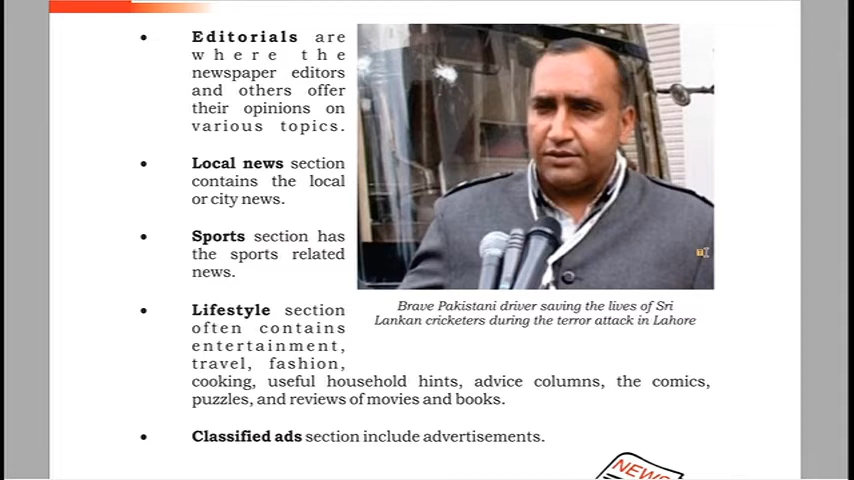 • Editorials are
where the
newspaper editors
and others offer
their opinions on
various topics.
• Local news section
contains the local
or city news.
• Sports section has
the sports related
news.
• Lifestyle section
often contains
entertainment,
travel, fashion,
cooking, useful household hints, advice columns, the comics,
puzzles, and reviews of movies and books.
• Classified ads section include advertisements.
Brave Pakistani driver saving the lives of Sri
Lankan cricketers during the terror attack in Lahore
NEWS